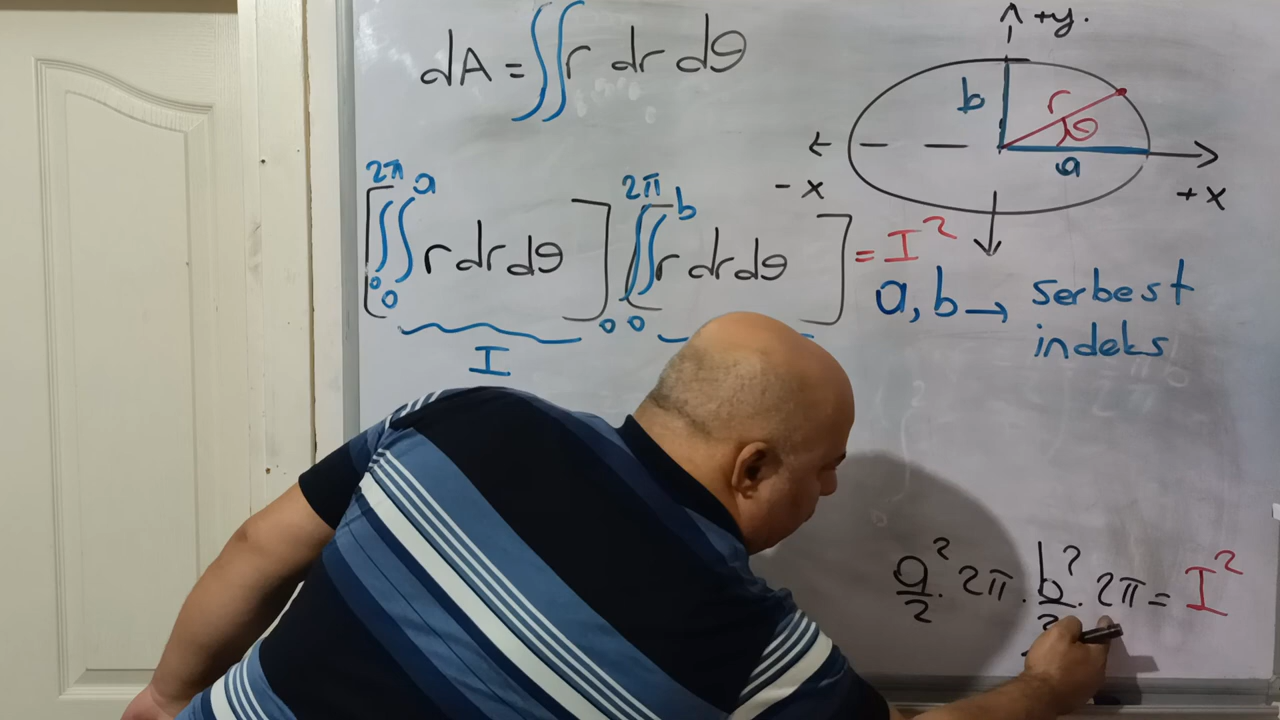 dA = ∬ r dr dθ
+y.
b
r
θ
a
- x
+ x
[ ∫₀^2π ∫₀^a r dr dθ ] [ ∫₀^2π ∫₀^b r dr dθ ] = I²
I
a, b → serbest
indeks
a²/2 . 2π . b²/2 . 2π = I²